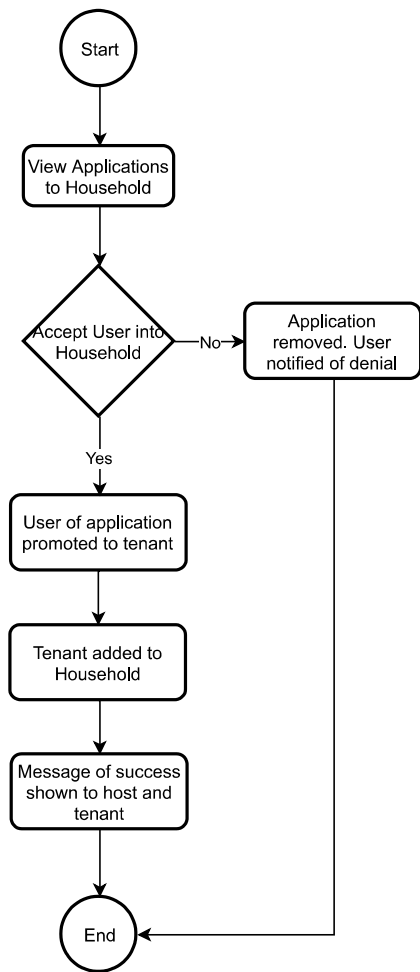 Start
View Applications
to Household
Accept User into
Household
No
Application
removed. User
notified of denial
Yes
User of application
promoted to tenant
Tenant added to
Household
Message of success
shown to host and
tenant
End